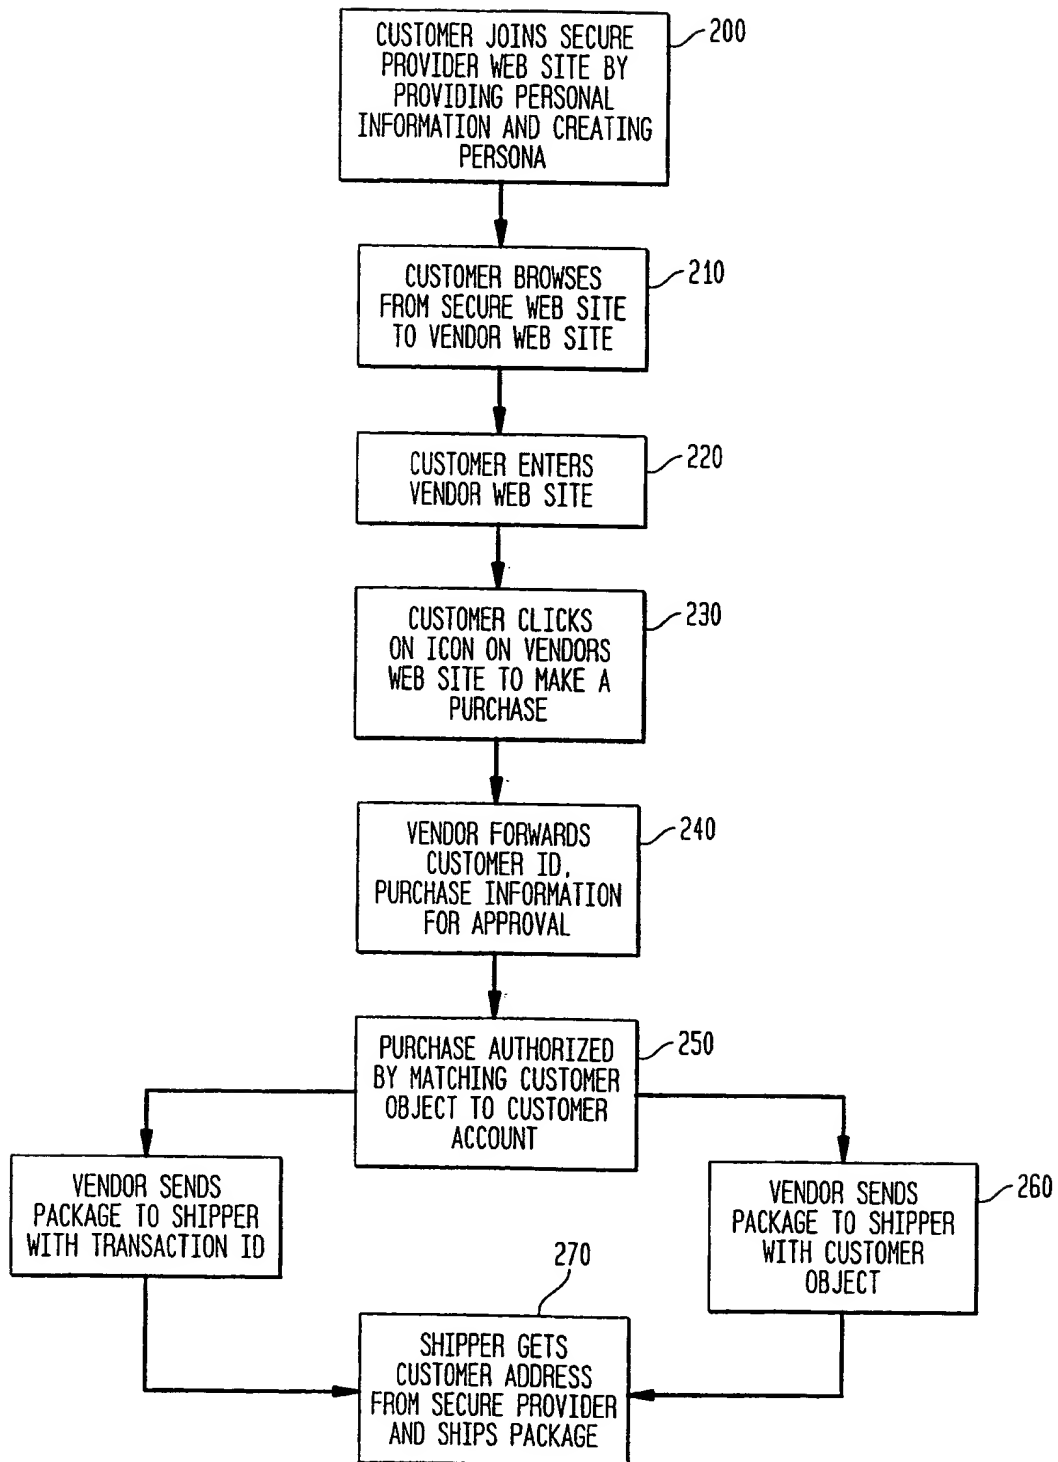 CUSTOMER JOINS SECURE
PROVIDER WEB SITE BY
PROVIDING PERSONAL
INFORMATION AND CREATING
PERSONA
200
CUSTOMER BROWSES
FROM SECURE WEB SITE
TO VENDOR WEB SITE
210
CUSTOMER ENTERS
VENDOR WEB SITE
220
CUSTOMER CLICKS
ON ICON ON VENDORS
WEB SITE TO MAKE A
PURCHASE
230
VENDOR FORWARDS
CUSTOMER ID,
PURCHASE INFORMATION
FOR APPROVAL
240
PURCHASE AUTHORIZED
BY MATCHING CUSTOMER
OBJECT TO CUSTOMER
ACCOUNT
250
VENDOR SENDS
PACKAGE TO SHIPPER
WITH TRANSACTION ID
VENDOR SENDS
PACKAGE TO SHIPPER
WITH CUSTOMER
OBJECT
260
270
SHIPPER GETS
CUSTOMER ADDRESS
FROM SECURE PROVIDER
AND SHIPS PACKAGE